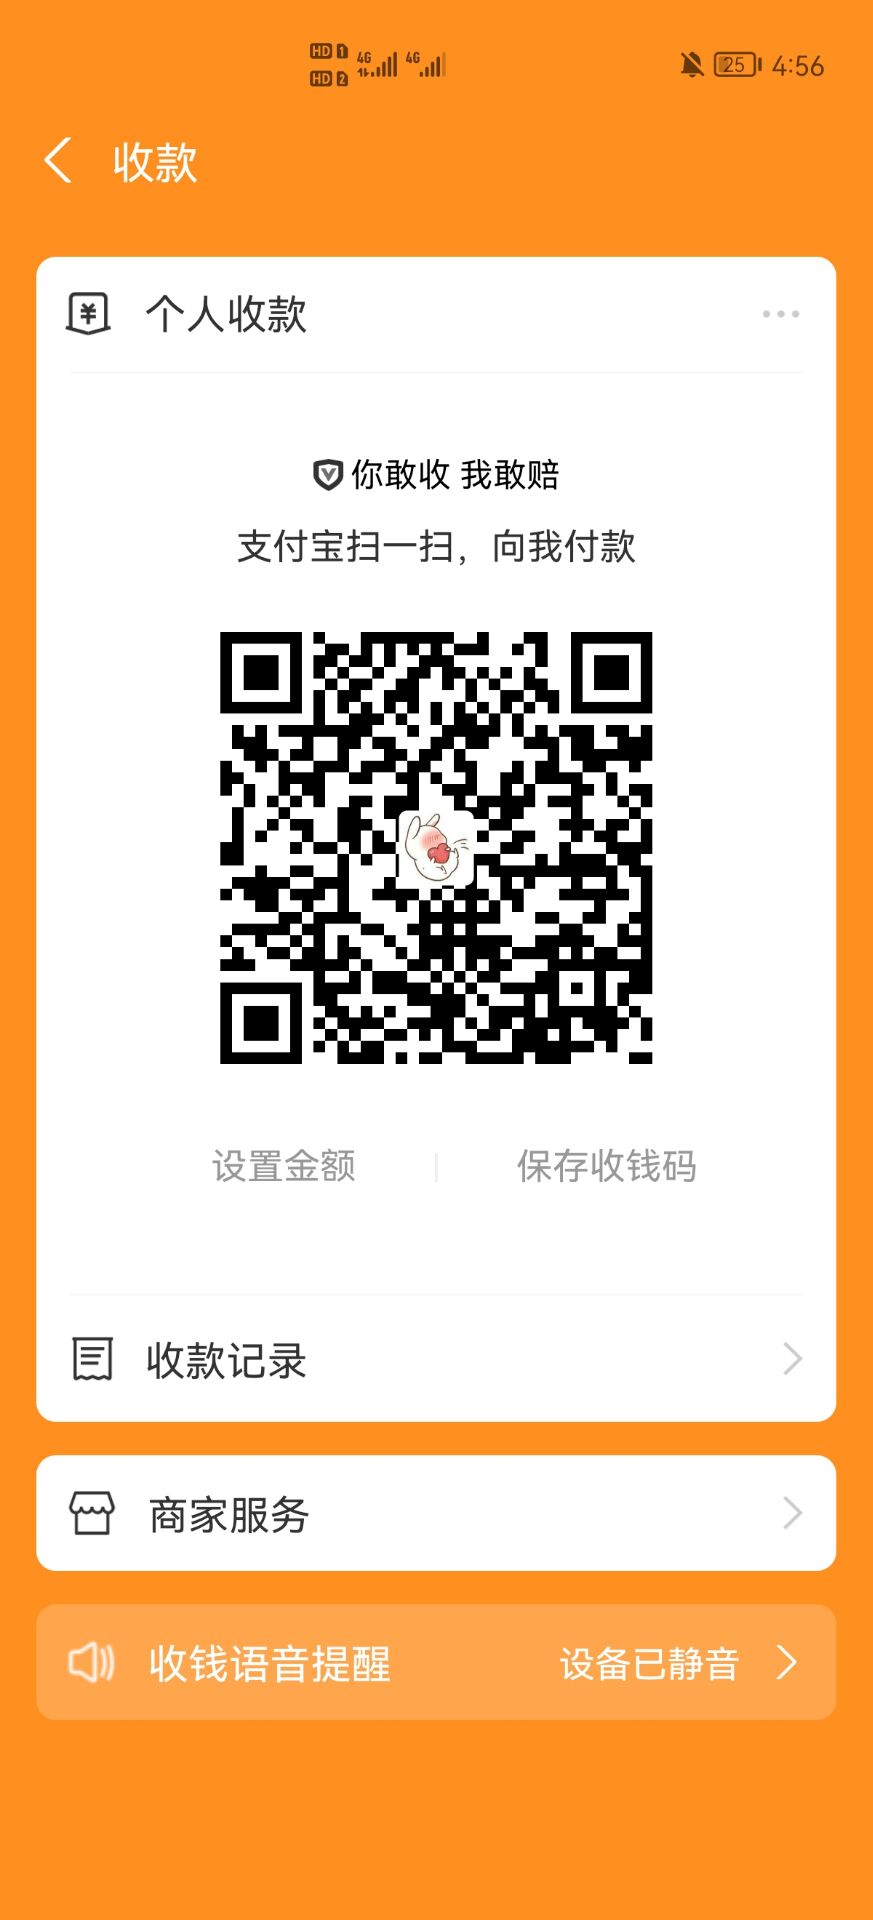 HD 1 4G 4G 25 4:56
HD 2
收款
个人收款
你敢收 我敢赔
支付宝扫一扫，向我付款
设置金额 保存收钱码
收款记录
商家服务
收钱语音提醒 设备已静音